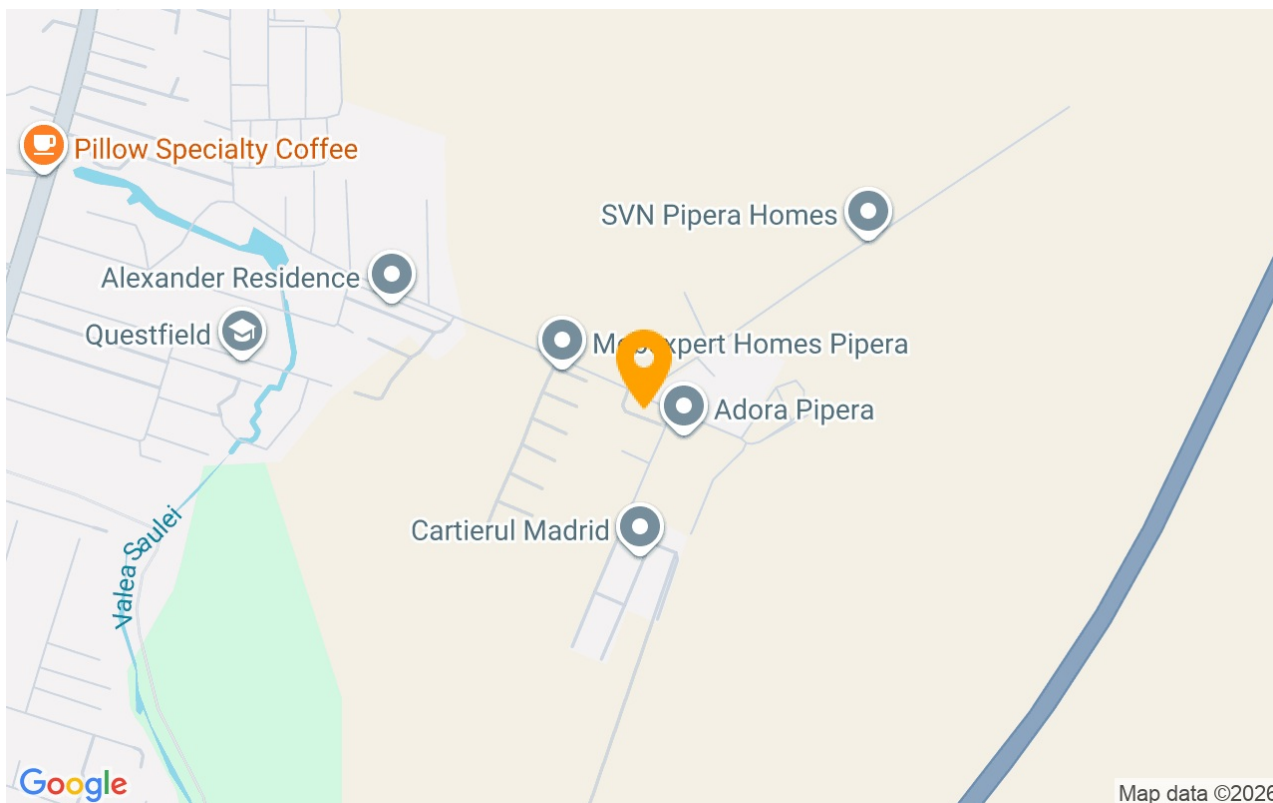 Pillow Specialty Coffee
SVN Pipera Homes
Alexander Residence
Questfield
Homes Pipera
Adora Pipera
Cartierul Madrid
Valea Saulei
Google
Map data ©2026